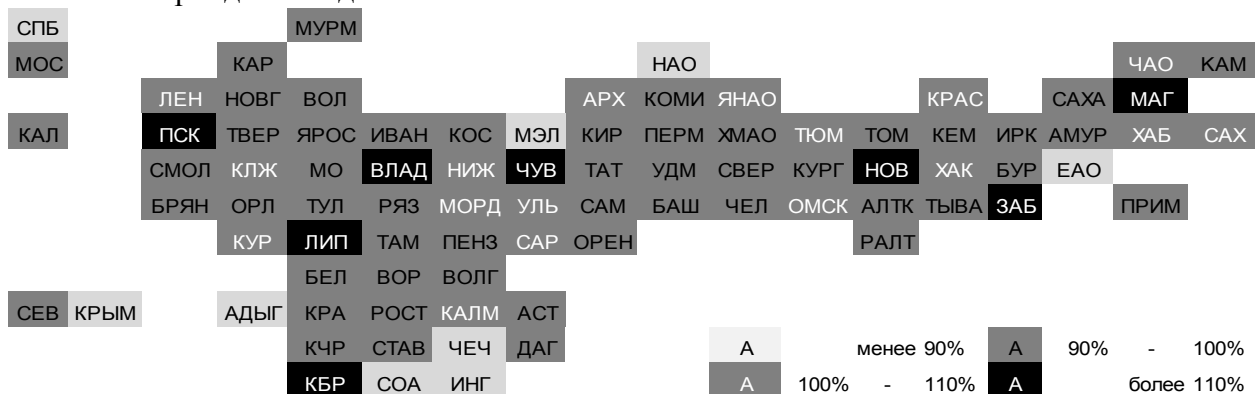 СПБ МУРМ
МОС КАР НАО ЧАО КАМ
ЛЕН НОВГ ВОЛ АРХ КОМИ ЯНАО КРАС САХА МАГ
КАЛ ПСК ТВЕР ЯРОС ИВАН КОС МЭЛ КИР ПЕРМ ХМАО ТЮМ ТОМ КЕМ ИРК АМУР ХАБ САХ
СМОЛ КЛЖ МО ВЛАД НИЖ ЧУВ ТАТ УДМ СВЕР КУРГ НОВ ХАК БУР ЕАО
БРЯН ОРЛ ТУЛ РЯЗ МОРД УЛЬ САМ БАШ ЧЕЛ ОМСК АЛТК ТЫВА ЗАБ ПРИМ
КУР ЛИП ТАМ ПЕНЗ САР ОРЕН РАЛТ
БЕЛ ВОР ВОЛГ
СЕВ КРЫМ АДЫГ КРА РОСТ КАЛМ АСТ
КЧР СТАВ ЧЕЧ ДАГ А менее 90% А 90% - 100%
КБР СОА ИНГ А 100% - 110% А более 110%